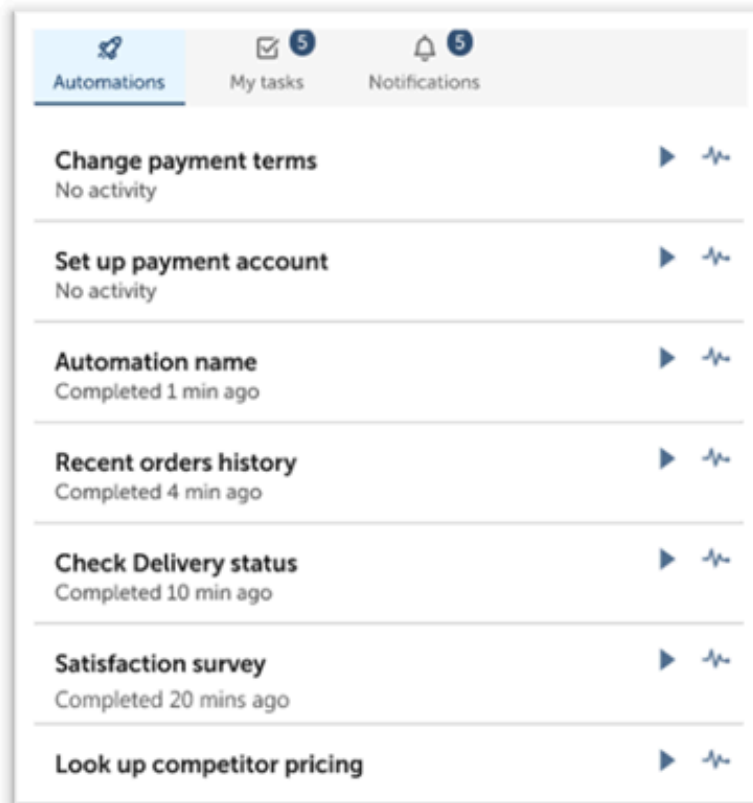 5
5
Automations My tasks Notifications
Change payment terms
No activity
Set up payment account
No activity
Automation name
Completed 1 min ago
Recent orders history
Completed 4 min ago
Check Delivery status
Completed 10 min ago
Satisfaction survey
Completed 20 mins ago
Look up competitor pricing